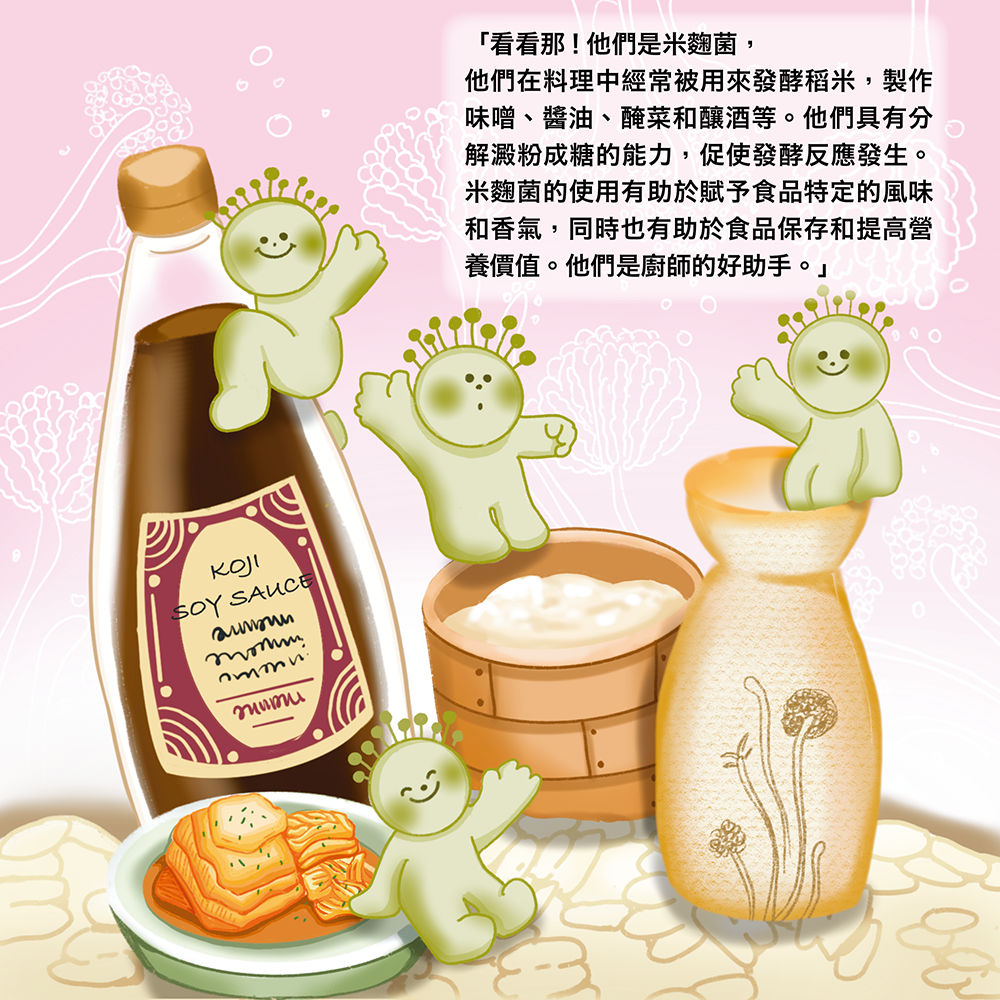 「看看那！他們是米麴菌，
他們在料理中經常被用來發酵稻米，製作
味噌、醬油、醃菜和釀酒等。他們具有分
解澱粉成糖的能力，促使發酵反應發生。
米麴菌的使用有助於賦予食品特定的風味
和香氣，同時也有助於食品保存和提高營
養價值。他們是廚師的好助手。」
KOJI
SOY SAUCE